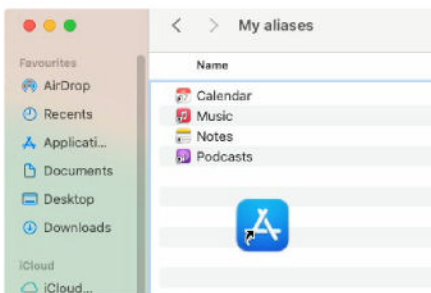 My aliases
Favourites
AirDrop
Recents
Applicati...
Documents
Desktop
Downloads
iCloud
iCloud...
Name
Calendar
Music
Notes
Podcasts